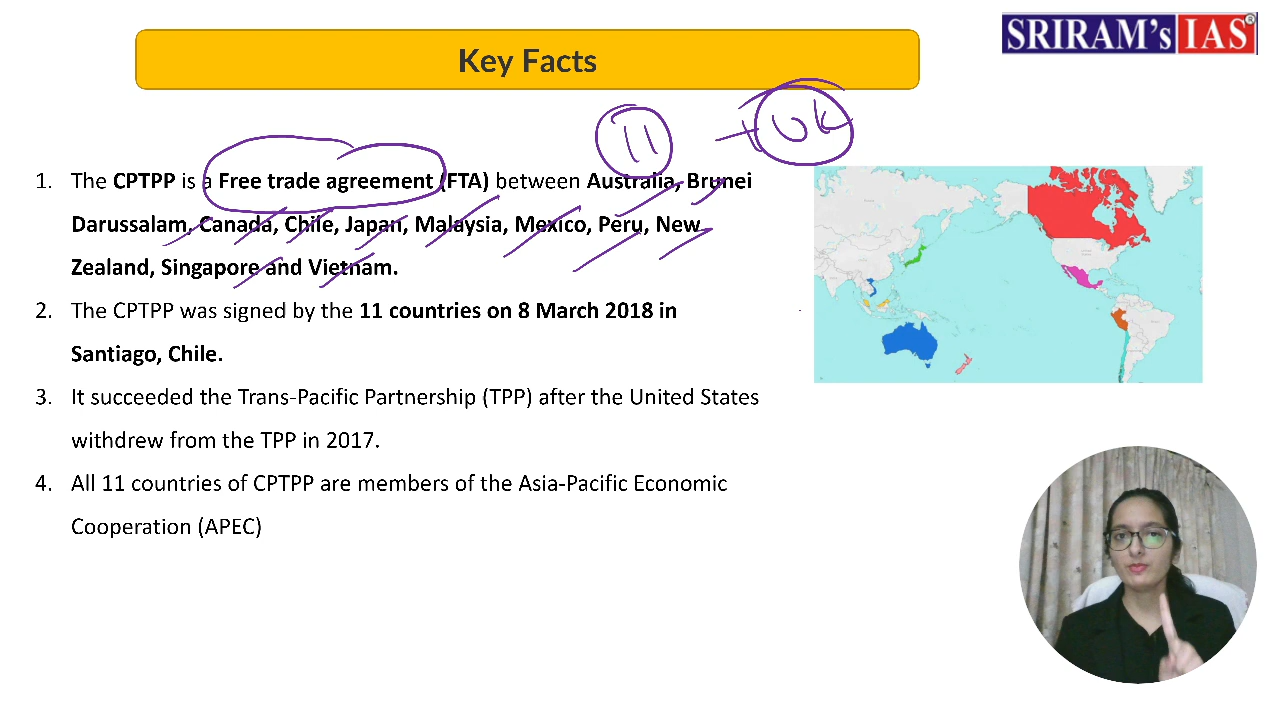 SRIRAM's IAS
Key Facts
11 + UK
1. The CPTPP is a Free trade agreement (FTA) between Australia, Brunei
Darussalam, Canada, Chile, Japan, Malaysia, Mexico, Peru, New
Zealand, Singapore and Vietnam.
2. The CPTPP was signed by the 11 countries on 8 March 2018 in
Santiago, Chile.
3. It succeeded the Trans-Pacific Partnership (TPP) after the United States
withdrew from the TPP in 2017.
4. All 11 countries of CPTPP are members of the Asia-Pacific Economic
Cooperation (APEC)